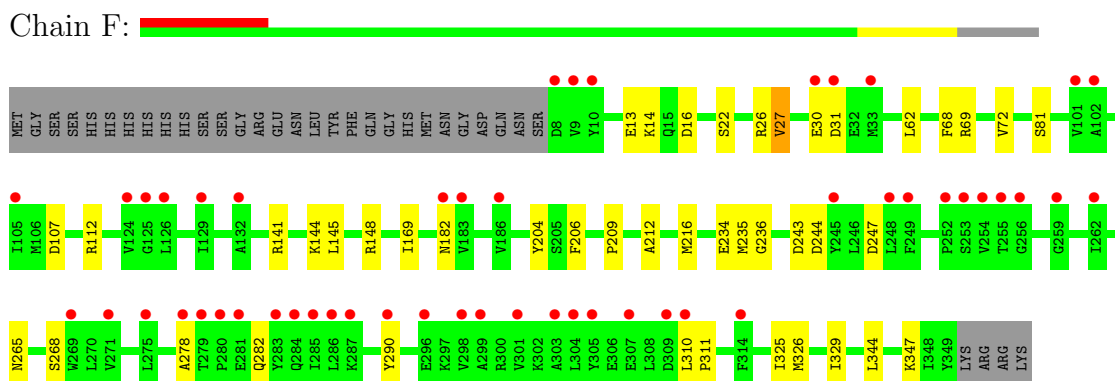 Chain F:
MET GLY SER SER HIS HIS HIS HIS HIS HIS SER SER GLY ARG GLU ASN LEU TYR PHE GLN GLY HIS MET ASN GLY ASP GLN ASN SER D8 V9 Y10 E13 K14 Q15 D16 S22 R26 V27 E30 D31 E32 M33 L62 F68 R69 V72 S81 V101 A102
I105 M106 D107 R112 V124 G125 L126 I129 A132 R141 K144 L145 R148 I169 N182 V183 V186 Y204 S205 F206 P209 A212 M216 E234 M235 G236 D243 D244 Y245 L246 D247 L248 F249 P252 S253 V254 T255 G256 G259 I262
N265 S268 W269 L270 V271 L275 A278 T279 P280 E281 Q282 Y283 Q284 I285 L286 K287 Y290 E296 K297 V298 A299 R300 V301 K302 A303 L304 Y305 E306 E307 L308 D309 L310 P311 F314 I325 M326 I329 L344 K347 I348 Y349 LYS ARG ARG LYS